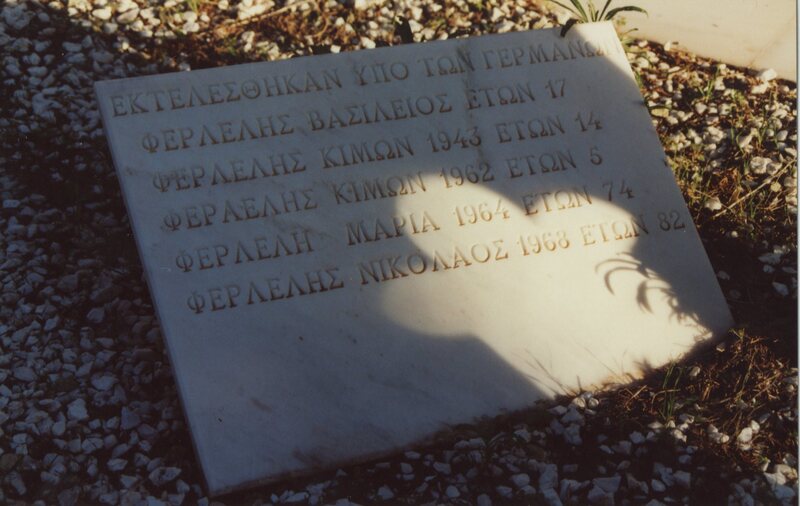 ΕΚΤΕΛΕΣΘΗΚΑΝ ΥΠΟ ΤΩΝ ΓΕΡΜΑΝΩΝ
ΦΕΡΛΕΛΗΣ ΒΑΣΙΛΕΙΟΣ ΕΤΩΝ 17
ΦΕΡΛΕΛΗΣ ΚΙΜΩΝ 1943 ΕΤΩΝ 14
ΦΕΡΛΕΛΗΣ ΚΙΜΩΝ 1962 ΕΤΩΝ 5
ΦΕΡΛΕΛΗ ΜΑΡΙΑ 1964 ΕΤΩΝ 74
ΦΕΡΛΕΛΗΣ ΝΙΚΟΛΑΟΣ 1968 ΕΤΩΝ 82